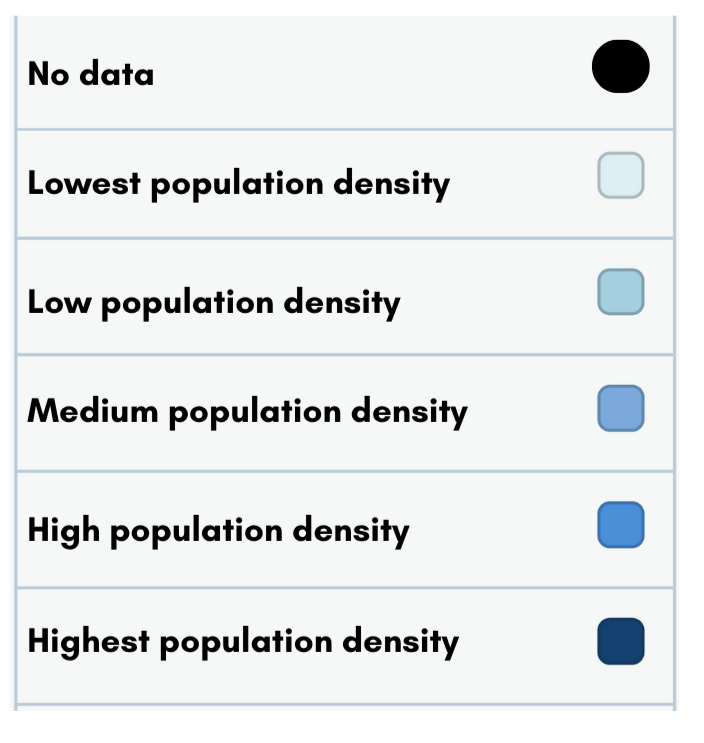 No data
Lowest population density
Low population density
Medium population density
High population density
Highest population density